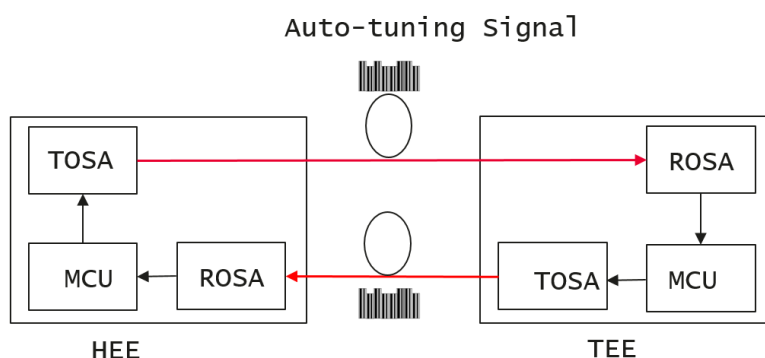 Auto-tuning Signal
TOSA
ROSA
MCU
ROSA
TOSA
MCU
HEE
TEE